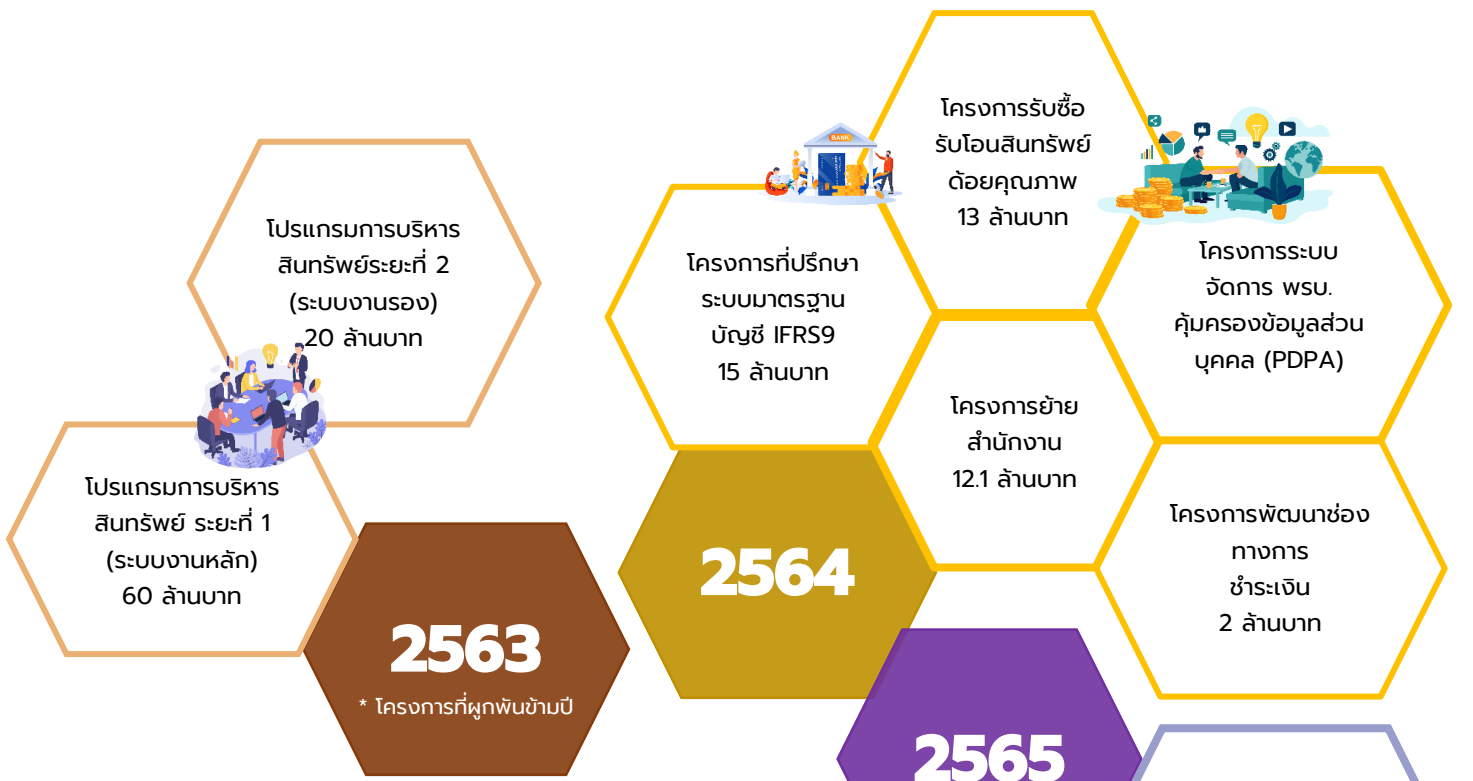 โปรแกรมการบริหาร
สินทรัพย์ระยะที่ 2
(ระบบงานรอง)
20 ล้านบาท
โปรแกรมการบริหาร
สินทรัพย์ ระยะที่ 1
(ระบบงานหลัก)
60 ล้านบาท
2563
* โครงการที่ผูกพันข้ามปี
โครงการรับซื้อ
รับโอนสินทรัพย์
ด้อยคุณภาพ
13 ล้านบาท
BANK
โครงการที่ปรึกษา
ระบบมาตรฐาน
บัญชี IFRS9
15 ล้านบาท
โครงการระบบ
จัดการ พรบ.
คุ้มครองข้อมูลส่วน
บุคคล (PDPA)
โครงการย้าย
สำนักงาน
12.1 ล้านบาท
โครงการพัฒนาช่อง
ทางการ
ชำระเงิน
2 ล้านบาท
2564
2565